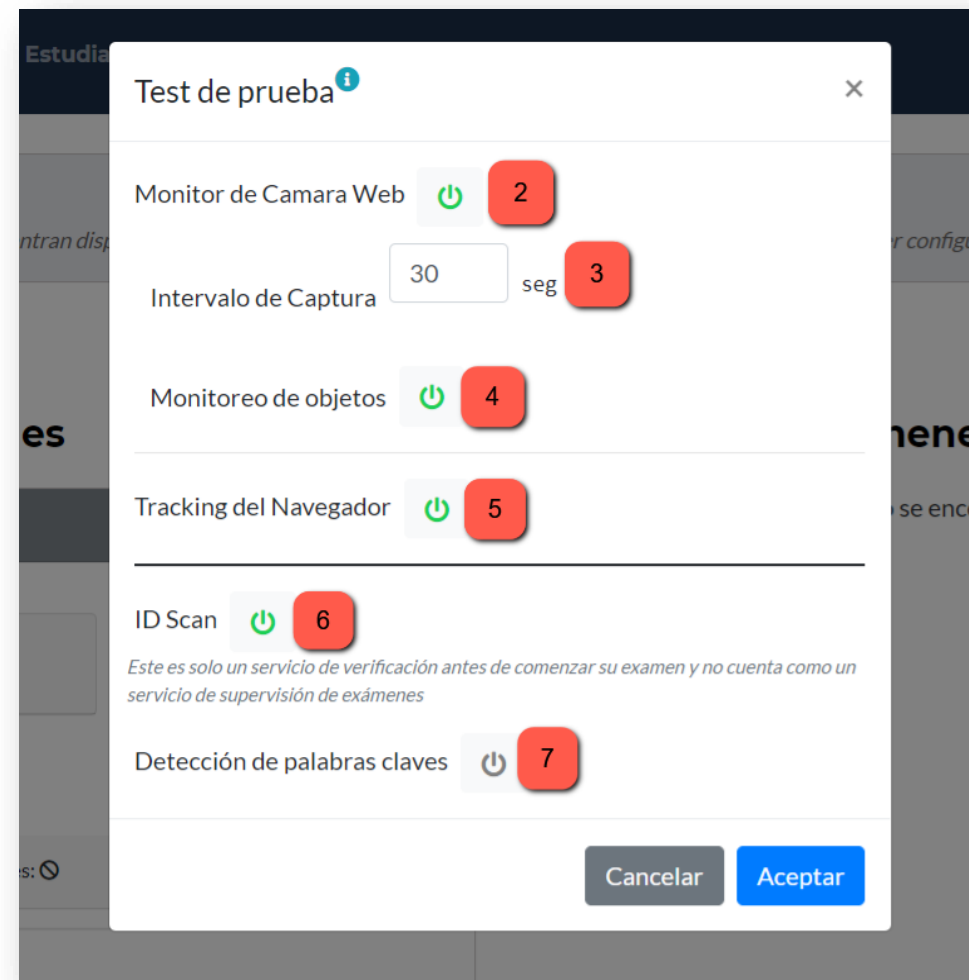 Estudia
Test de prueba
×
Monitor de Camara Web 2
ntran disp
r configu
Intervalo de Captura 30 seg 3
Monitoreo de objetos 4
es
nene
Tracking del Navegador 5
se enc
ID Scan 6
Este es solo un servicio de verificación antes de comenzar su examen y no cuenta como un
servicio de supervisión de exámenes
Detección de palabras claves 7
s:
Cancelar Aceptar